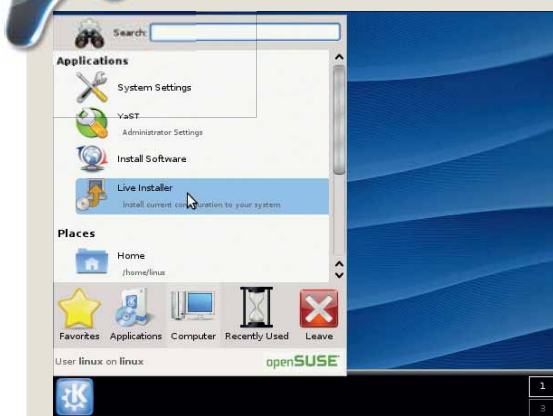 Search:
Applications
System Settings
YaST
Administrator Settings
Install Software
Live Installer
Install current configuration to your system
Places
Home
/home/linux
Favorites Applications Computer Recently Used Leave
User linux on linux
openSUSE
1
3